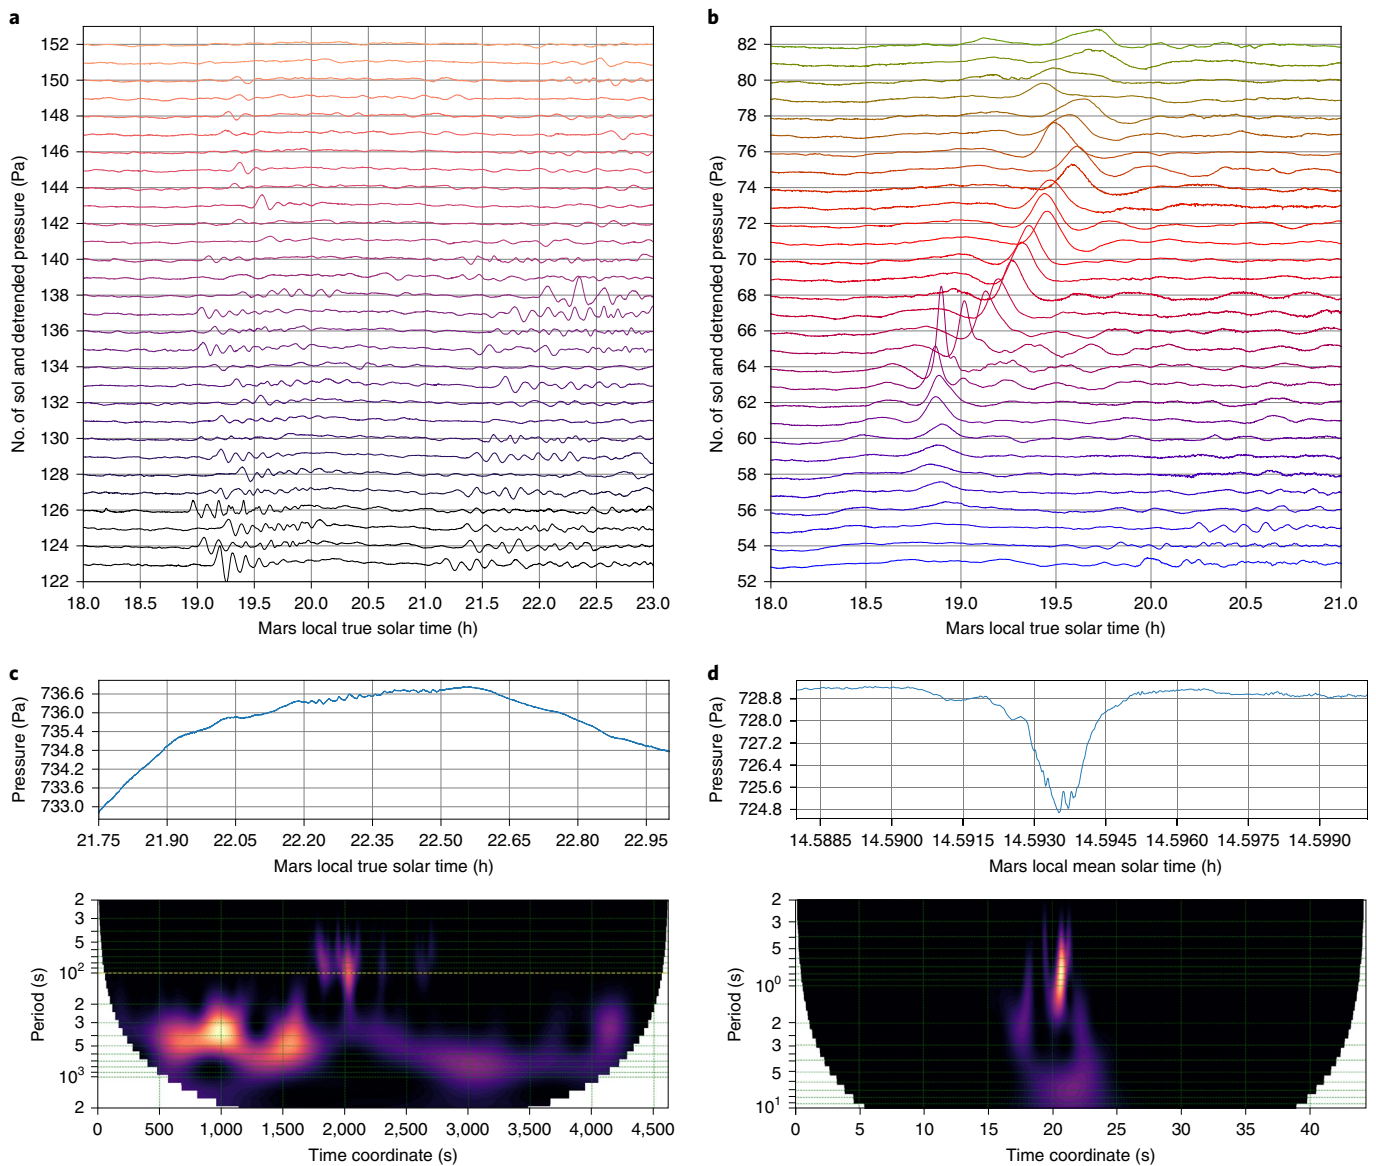 a
No. of sol and detrended pressure (Pa)
152
150
148
146
144
142
140
138
136
134
132
130
128
126
124
122
18.0 18.5 19.0 19.5 20.0 20.5 21.0 21.5 22.0 22.5 23.0
Mars local true solar time (h)
b
No. of sol and detrended pressure (Pa)
82
80
78
76
74
72
70
68
66
64
62
60
58
56
54
52
18.0 18.5 19.0 19.5 20.0 20.5 21.0
Mars local true solar time (h)
c
Pressure (Pa)
736.6
736.0
735.4
734.8
734.2
733.6
733.0
21.75 21.90 22.05 22.20 22.35 22.50 22.65 22.80 22.95
Mars local true solar time (h)
Period (s)
2
3
5
10²
2
3
5
10³
2
0 500 1,000 1,500 2,000 2,500 3,000 3,500 4,000 4,500
Time coordinate (s)
d
Pressure (Pa)
728.8
728.0
727.2
726.4
725.6
724.8
14.5885 14.5900 14.5915 14.5930 14.5945 14.5960 14.5975 14.5990
Mars local mean solar time (h)
Period (s)
2
3
5
10⁰
2
3
5
10¹
0 5 10 15 20 25 30 35 40
Time coordinate (s)